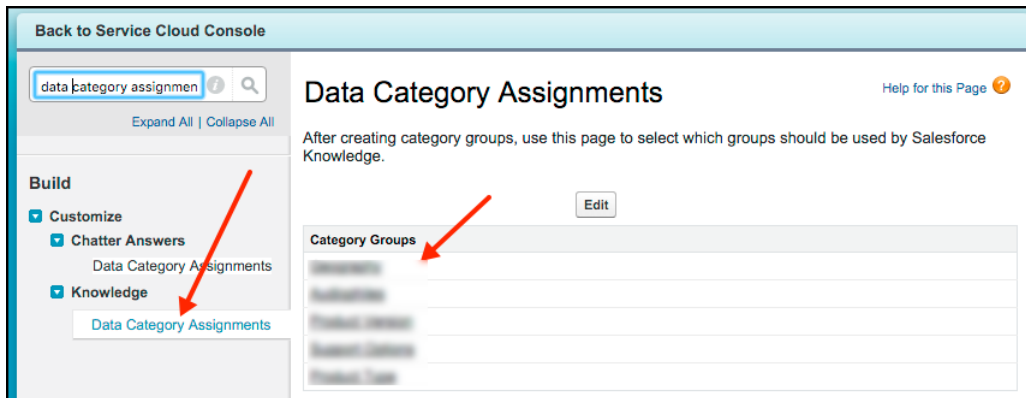 Back to Service Cloud Console
data category assignmen
Expand All | Collapse All
Build
Customize
Chatter Answers
Data Category Assignments
Knowledge
Data Category Assignments
Data Category Assignments
Help for this Page
After creating category groups, use this page to select which groups should be used by Salesforce
Knowledge.
Edit
Category Groups